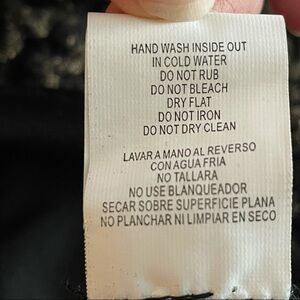 HAND WASH INSIDE OUT
IN COLD WATER
DO NOT RUB
DO NOT BLEACH
DRY FLAT
DO NOT IRON
DO NOT DRY CLEAN
LAVAR A MANO AL REVERSO
CON AGUA FRIA
NO TALLARA
NO USE BLANQUEADOR
SECAR SOBRE SUPERFICIE PLANA
NO PLANCHAR NI LIMPIAR EN SECO